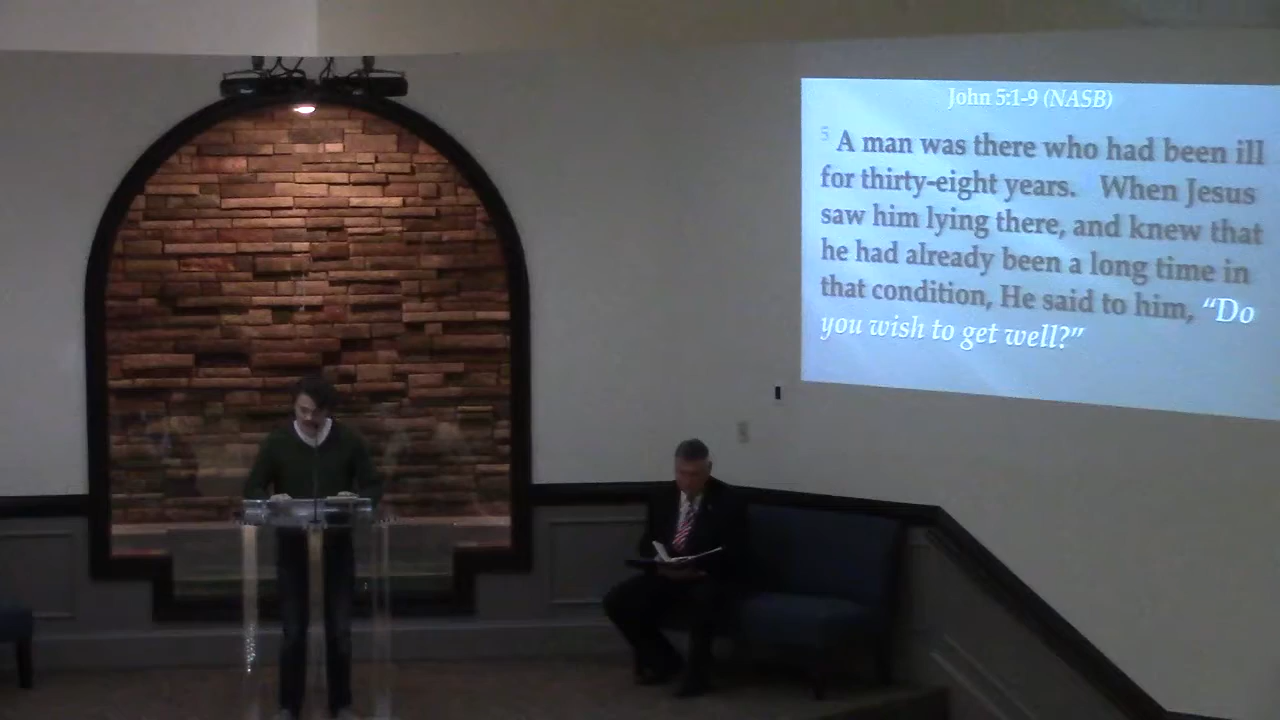 John 5:1-9 (NASB)
5 A man was there who had been ill
for thirty-eight years. When Jesus
saw him lying there, and knew that
he had already been a long time in
that condition, He said to him, “Do
you wish to get well?”